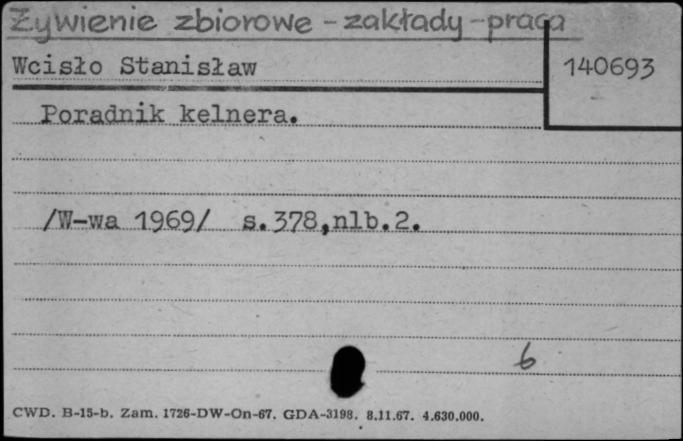 Żywienie zbiorowe - zakłady - praca
Wcisło Stanisław
140693
Poradnik kelnera.
/W-wa 1969/ s.378,nlb.2.
6
CWD. B-15-b. Zam. 1726-DW-On-67. GDA-3198. 8.11.67. 4.630.000.